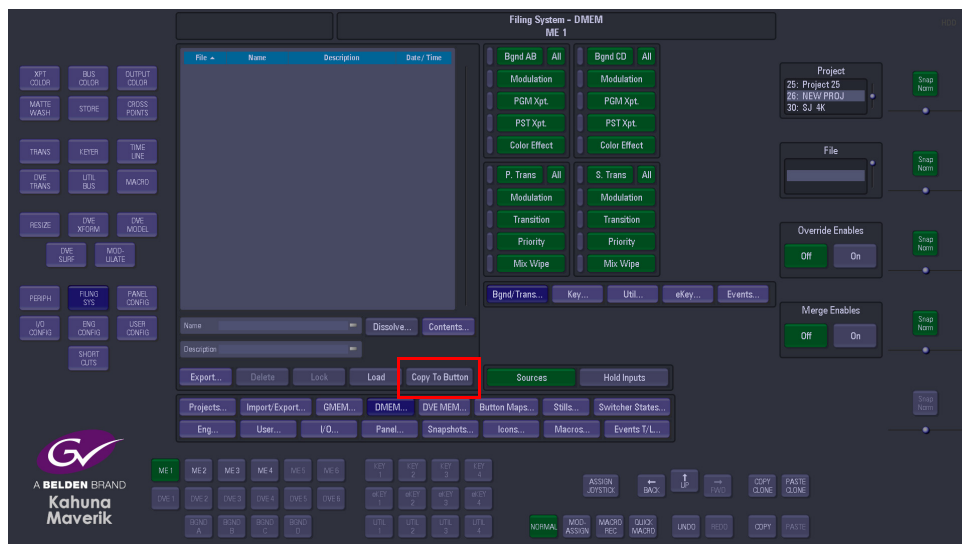 Filing System - DMEM
ME 1
HDR
File Name Description Date/ Time
Bgnd AB All Bgnd CD All
Modulation Modulation
PGM Xpt. PGM Xpt.
PST Xpt. PST Xpt.
Color Effect Color Effect
P. Trans All S. Trans All
Modulation Modulation
Transition Transition
Priority Priority
Mix Wipe Mix Wipe
Bgnd/Trans... Key... Util... eKey... Events...
XPT COLOR
BUS COLOR
OUTPUT COLOR
MATTE WASH
STORE
CROSS POINTS
TRANS
KEYER
TIME LINE
DVE TRANS
UTIL BUS
MACRO
RESIZE
DVE XFORM
DVE MODEL
DVE SURF
MOD- ULATE
PERIPH
FILING SYS
PANEL CONFIG
I/O CONFIG
ENG CONFIG
USER CONFIG
SHORT CUTS
Project
25: Project 25
26: NEW PROJ
30: SJ 4K
Snap Norm
File
Snap Norm
Override Enables
Off On
Snap Norm
Merge Enables
Off On
Snap Norm
Snap Norm
Name
Dissolve... Contents...
Description
Export... Delete Lock Load Copy To Button
Sources Hold Inputs
Projects... Import/Export... GMEM... DMEM... DVE MEM... Button Maps... Stills... Switcher States...
Eng... User... I/O... Panel... Snapshots... Icons... Macros... Events T/L...
GV
A BELDEN BRAND
Kahuna
Maverik
ME 1 ME 2 ME 3 ME 4 ME 5 ME 6
KEY 1 KEY 2 KEY 3 KEY 4
DVE 1 DVE 2 DVE 3 DVE 4 DVE 5 DVE 6
eKEY 1 eKEY 2 eKEY 3 eKEY 4
BGND A BGND B BGND C BGND D
UTIL 1 UTIL 2 UTIL 3 UTIL 4
ASSIGN JOYSTICK
BACK
UP
FWD
COPY CLONE
PASTE CLONE
NORMAL
MOD- ASSIGN
MACRO REC
QUICK MACRO
UNDO
REDO
COPY
PASTE